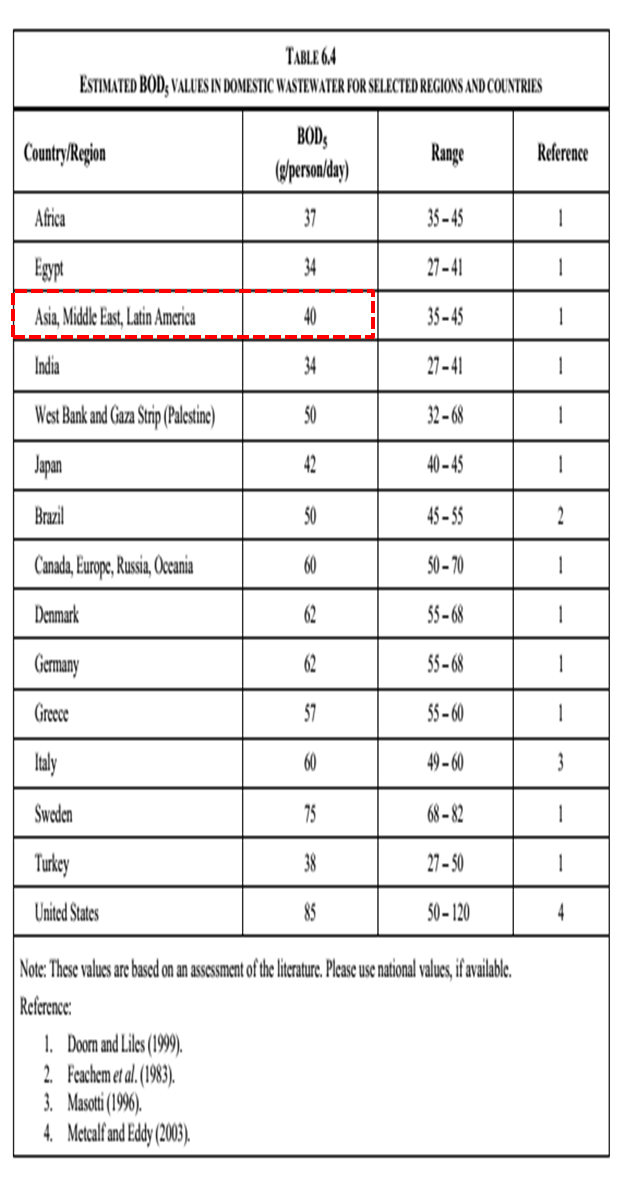 TABLE 6.4
ESTIMATED BOD₅ VALUES IN DOMESTIC WASTEWATER FOR SELECTED REGIONS AND COUNTRIES
Country/Region BOD₅ (g/person/day) Range Reference
Africa 37 35 – 45 1
Egypt 34 27 – 41 1
Asia, Middle East, Latin America 40 35 – 45 1
India 34 27 – 41 1
West Bank and Gaza Strip (Palestine) 50 32 – 68 1
Japan 42 40 – 45 1
Brazil 50 45 – 55 2
Canada, Europe, Russia, Oceania 60 50 – 70 1
Denmark 62 55 – 68 1
Germany 62 55 – 68 1
Greece 57 55 – 60 1
Italy 60 49 – 60 3
Sweden 75 68 – 82 1
Turkey 38 27 – 50 1
United States 85 50 – 120 4
Note: These values are based on an assessment of the literature. Please use national values, if available.
Reference:
1. Doorn and Liles (1999).
2. Feachem et al. (1983).
3. Masotti (1996).
4. Metcalf and Eddy (2003).